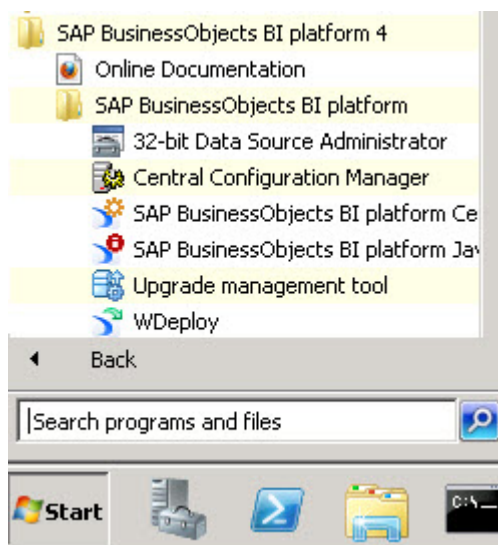 SAP BusinessObjects BI platform 4
Online Documentation
SAP BusinessObjects BI platform
32-bit Data Source Administrator
Central Configuration Manager
SAP BusinessObjects BI platform Ce
SAP BusinessObjects BI platform Jav
Upgrade management tool
WDeploy
Back
Search programs and files
Start
C:\_